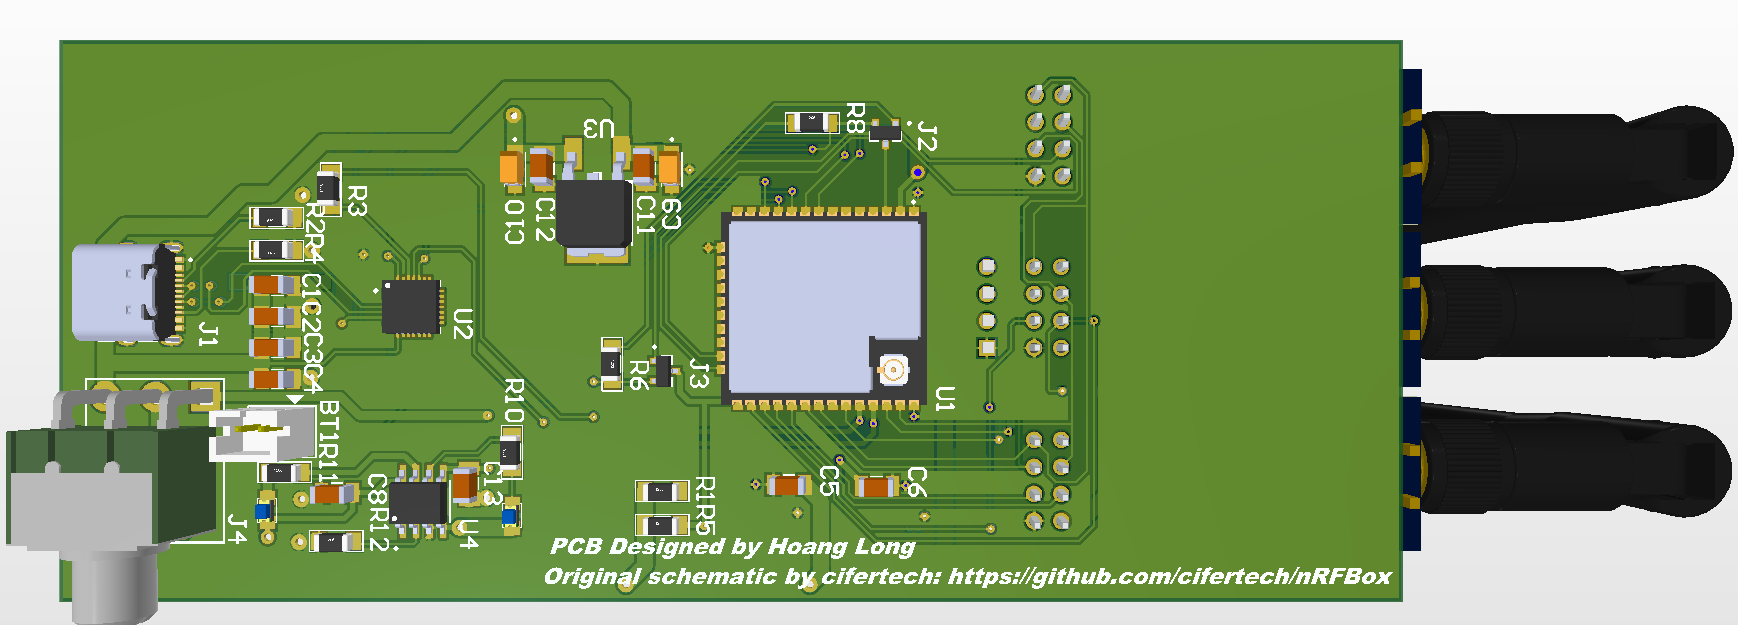 R8
J2
U3
R3
C10
C12
C11
C9
R2R4
C1C2C3C4
J1
U2
R6
J3
U1
R10
BT1R11
C8R12
C13
U4
J4
R1R5
C5
C6
PCB Designed by Hoang Long
Original schematic by cifertech: https://github.com/cifertech/nRFBox